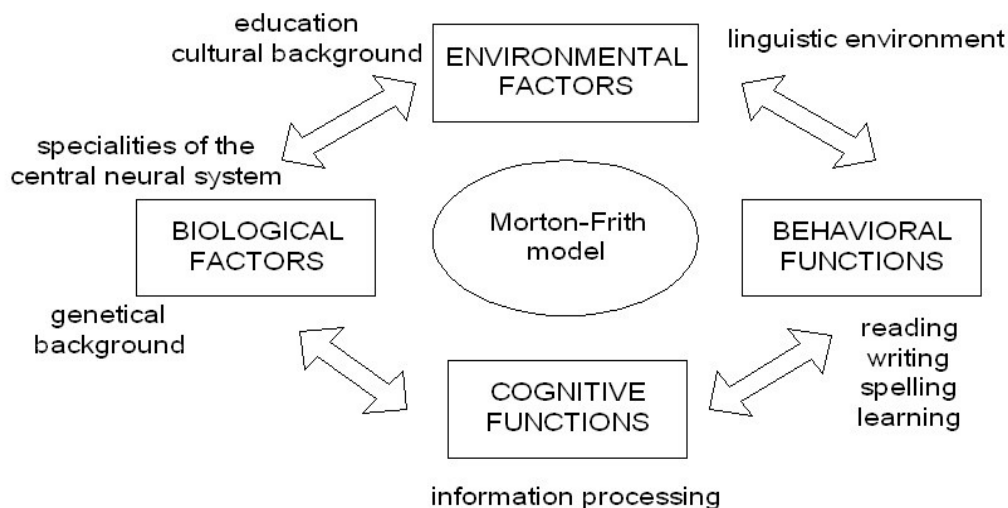 education
cultural background
ENVIRONMENTAL
FACTORS
linguistic environment
specialities of the
central neural system
BIOLOGICAL
FACTORS
Morton-Frith
model
BEHAVIORAL
FUNCTIONS
genetical
background
reading
writing
spelling
learning
COGNITIVE
FUNCTIONS
information processing